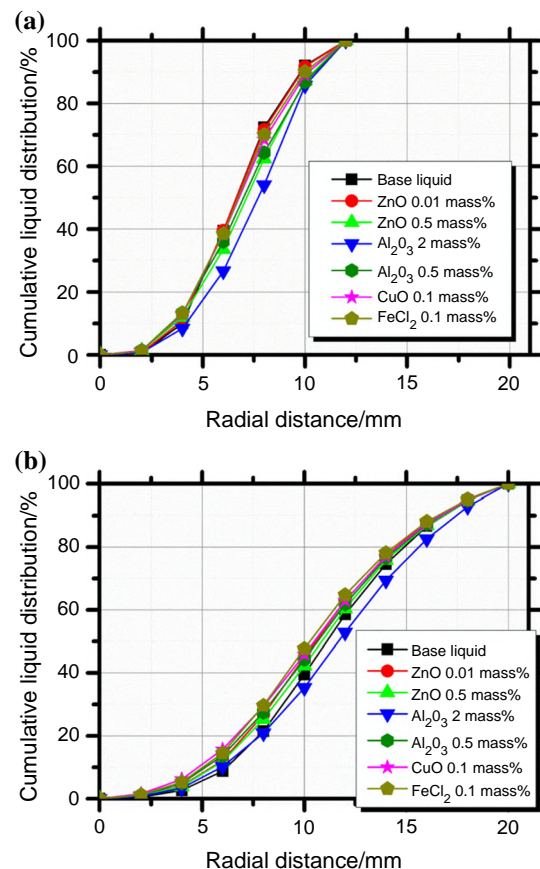 (a)
100
80
60
40
20
0
Cumulative liquid distribution/%
Base liquid
ZnO 0.01 mass%
ZnO 0.5 mass%
Al₂0₃ 2 mass%
Al₂0₃ 0.5 mass%
CuO 0.1 mass%
FeCl₂ 0.1 mass%
0 5 10 15 20
Radial distance/mm
(b)
100
80
60
40
20
0
Cumulative liquid distribution/%
Base liquid
ZnO 0.01 mass%
ZnO 0.5 mass%
Al₂0₃ 2 mass%
Al₂0₃ 0.5 mass%
CuO 0.1 mass%
FeCl₂ 0.1 mass%
0 5 10 15 20
Radial distance/mm